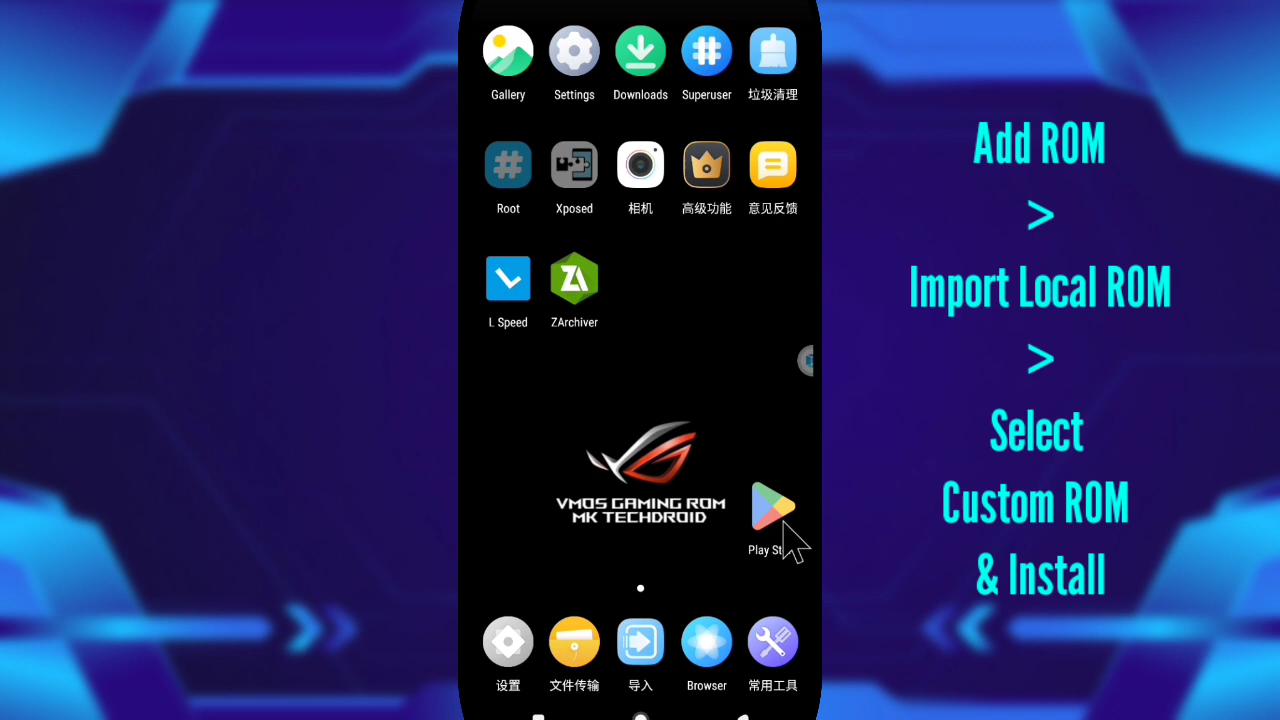 Gallery
Settings
Downloads
Superuser
垃圾清理
Root
Xposed
相机
高级功能
意见反馈
L Speed
ZArchiver
VMOS GAMING ROM
MK TECHDROID
Play St
设置
文件传输
导入
Browser
常用工具
Add ROM
>
Import Local ROM
>
Select
Custom ROM
& Install